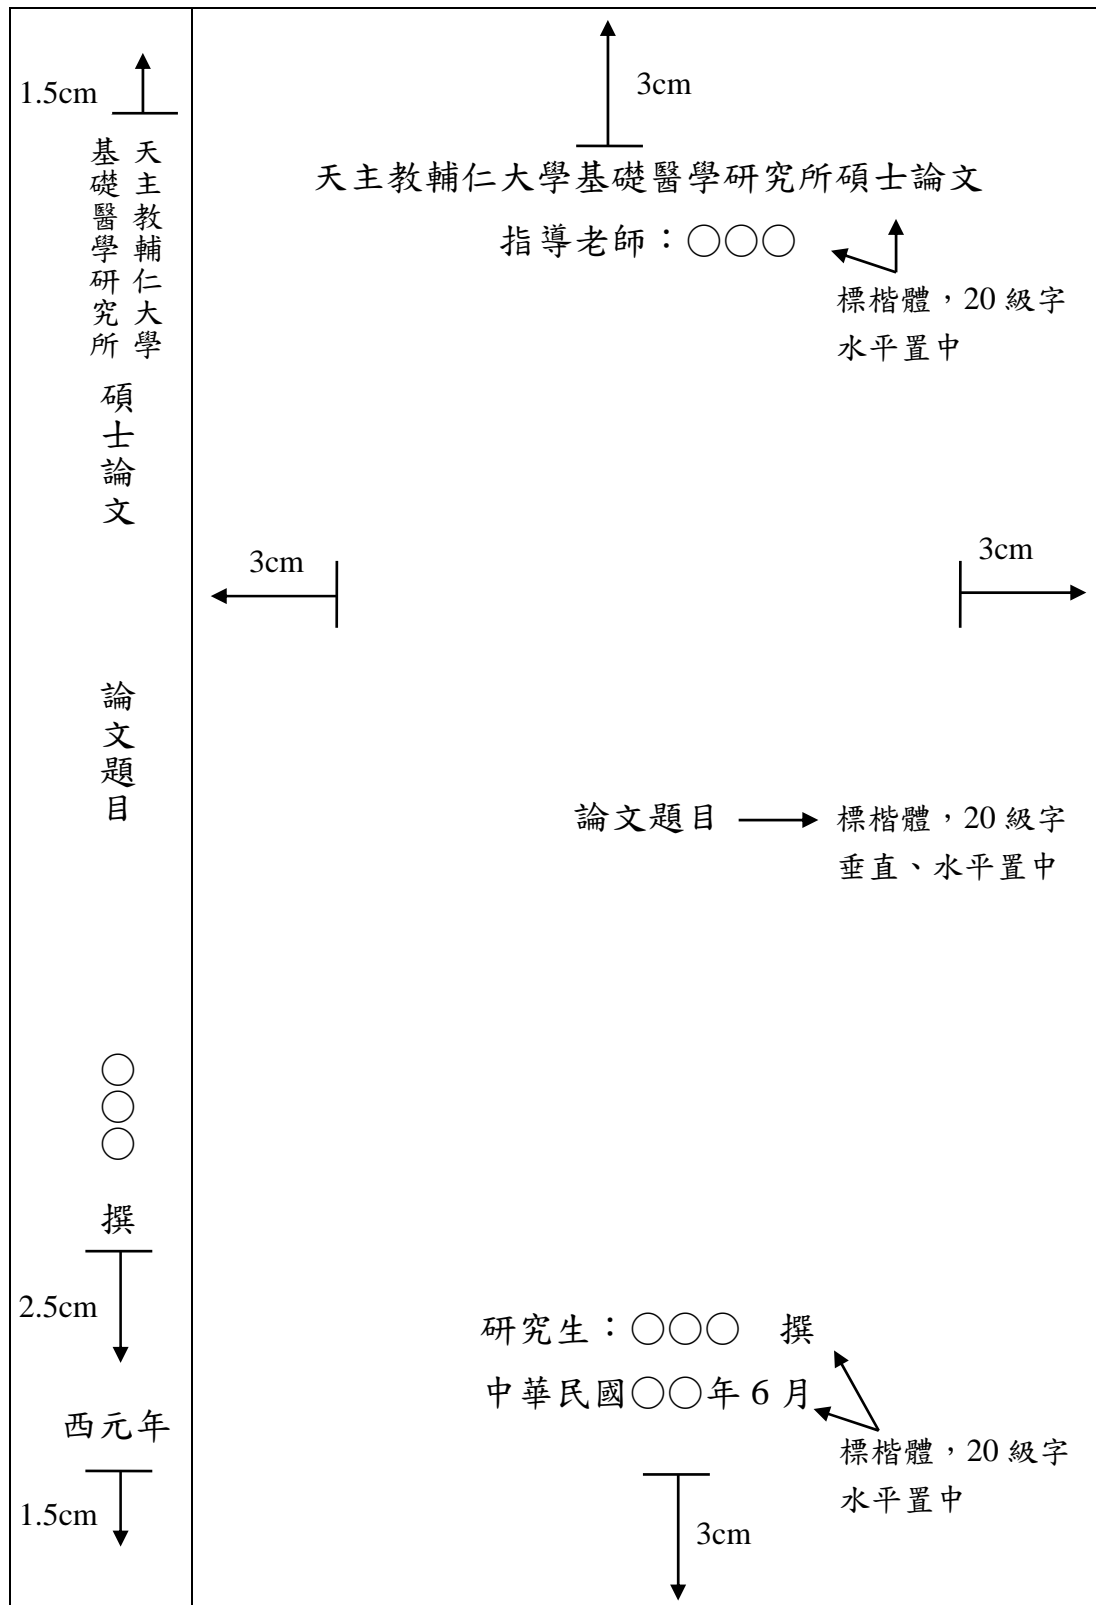 1.5cm
天主教輔仁大學
基礎醫學研究所
碩士論文
論文題目
○○○
撰
2.5cm
西元年
1.5cm
3cm
天主教輔仁大學基礎醫學研究所碩士論文
指導老師：○○○
標楷體，20 級字
水平置中
3cm
3cm
論文題目
標楷體，20 級字
垂直、水平置中
研究生：○○○ 撰
中華民國○○年 6 月
標楷體，20 級字
水平置中
3cm